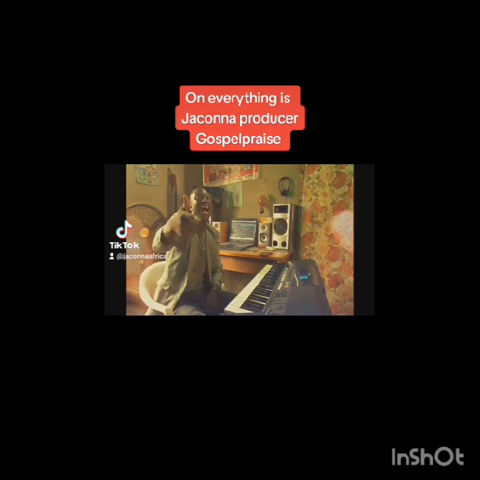 On everything is
Jaconna producer
Gospelpraise
TikTok
@jaconnaafrica
InShOt